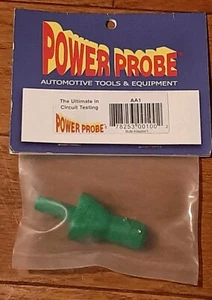 POWER PROBE
AUTOMOTIVE TOOLS & EQUIPMENT
The Ultimate in
Circuit Testing
AA1
POWER PROBE
78253 00100